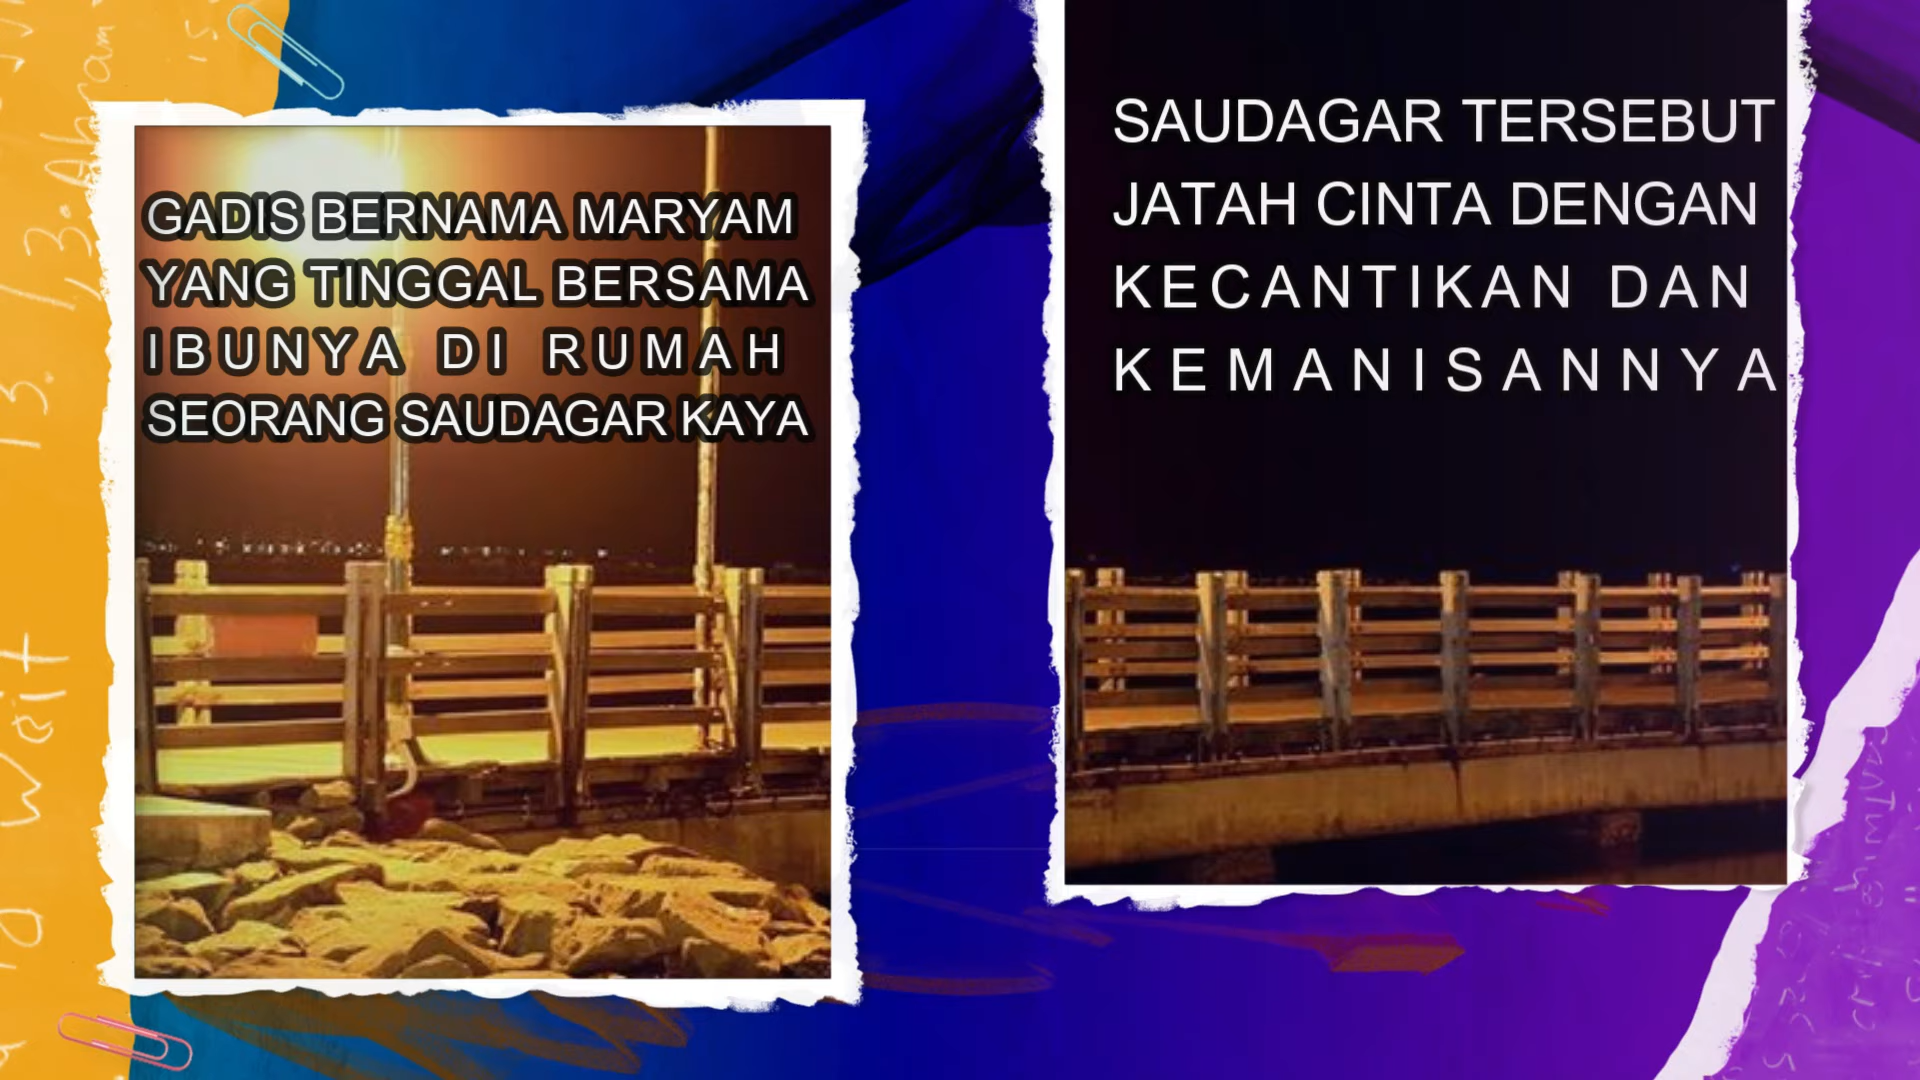 GADIS BERNAMA MARYAM
YANG TINGGAL BERSAMA
IBUNYA DI RUMAH
SEORANG SAUDAGAR KAYA
SAUDAGAR TERSEBUT
JATAH CINTA DENGAN
KECANTIKAN DAN
KEMANISANNYA
wait